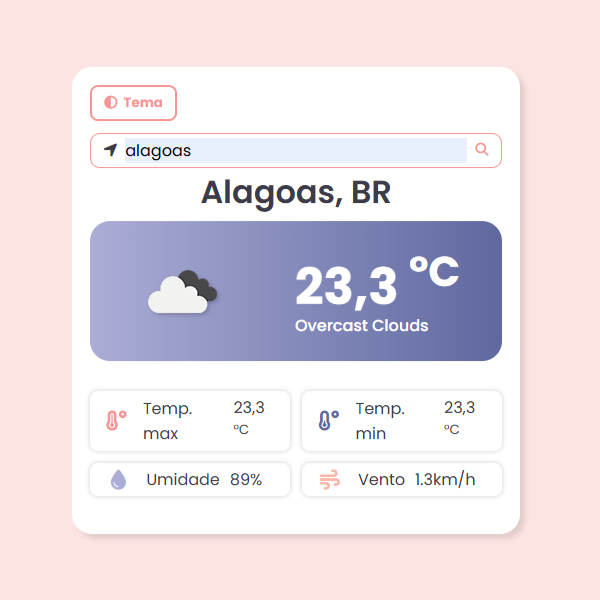 Tema
alagoas
Alagoas, BR
23,3 °C
Overcast Clouds
Temp. max 23,3 °C
Temp. min 23,3 °C
Umidade 89%
Vento 1.3km/h